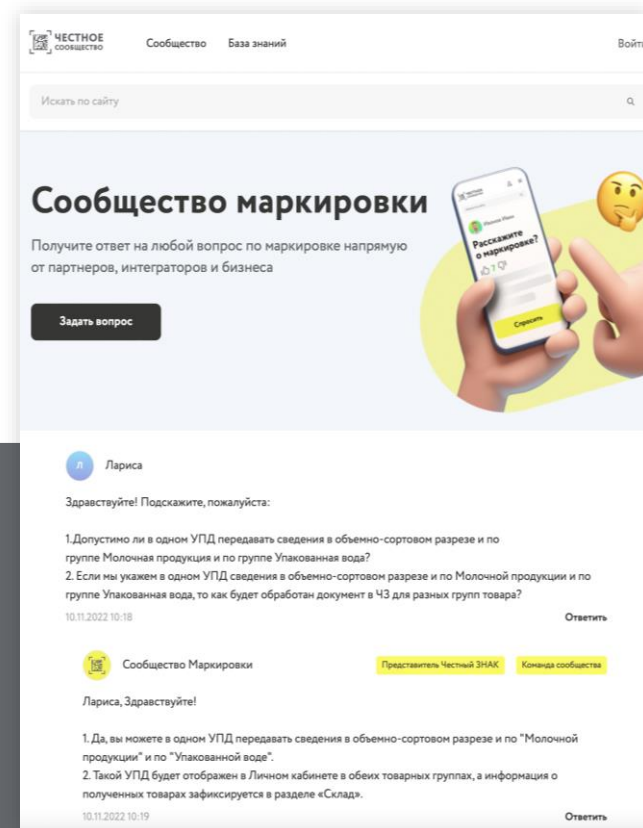 ЧЕСТНОЕ
СООБЩЕСТВО
Сообщество База знаний Войти
Искать по сайту
Сообщество маркировки
Получите ответ на любой вопрос по маркировке напрямую
от партнеров, интеграторов и бизнеса
Задать вопрос
Расскажите
о маркировке?
7
Спросить
Л Лариса
Здравствуйте! Подскажите, пожалуйста:
1.Допустимо ли в одном УПД передавать сведения в объемно-сортовом разрезе и по
группе Молочная продукция и по группе Упакованная вода?
2. Если мы укажем в одном УПД сведения в объемно-сортовом разрезе и по Молочной продукции и по
группе Упакованная вода, то как будет обработан документ в ЧЗ для разных групп товара?
10.11.2022 10:18 Ответить
Сообщество Маркировки Представитель Честный ЗНАК Команда сообщества
Лариса, Здравствуйте!
1. Да, вы можете в одном УПД передавать сведения в объемно-сортовом разрезе и по "Молочной
продукции" и по "Упакованной воде".
2. Такой УПД будет отображен в Личном кабинете в обеих товарных группах, а информация о
полученных товарах зафиксируется в разделе «Склад».
10.11.2022 10:19 Ответить